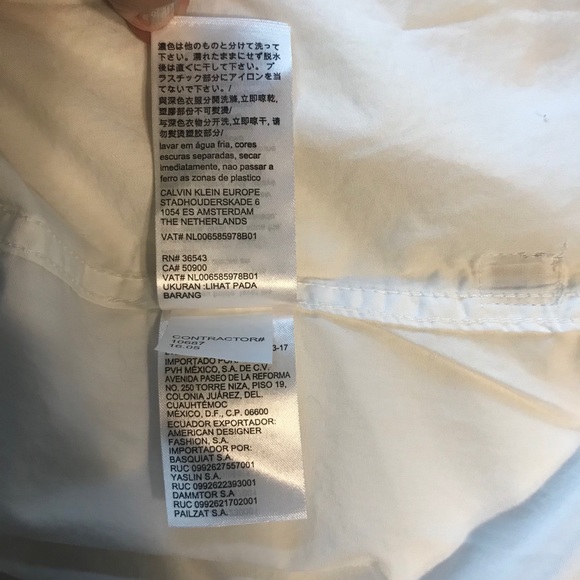 濃色は他のものと分けて洗って
下さい。濡れたままにせず脱水
後は直ぐに干して下さい。プ
ラスチック部分にアイロンを当
てないで下さい/
與深色衣服分開洗滌,立即晾乾,
塑膠部份不可熨燙/
与深色衣物分开洗,立即晾干,请
勿熨烫塑胶部分/
lavar em água fria, cores
escuras separadas, secar
imediatamente, nao passar a
ferro as zonas de plastico
CALVIN KLEIN EUROPE
STADHOUDERSKADE 6
1054 ES AMSTERDAM
THE NETHERLANDS
VAT# NL006585978B01
RN# 36543
CA# 50900
VAT# NL006585978B01
UKURAN :LIHAT PADA
BARANG
CONTRACTOR#
10687
16.05
3-17
IMPORTADO POR:
PVH MÉXICO, S.A. DE C.V.
AVENIDA PASEO DE LA REFORMA
NO. 250 TORRE NIZA, PISO 19,
COLONIA JUÁREZ, DEL.
CUAUHTÉMOC
MÉXICO, D.F., C.P. 06600
ECUADOR EXPORTADOR:
AMERICAN DESIGNER
FASHION, S.A.
IMPORTADOR POR:
BASQUIAT S.A.
RUC 0992627557001
YASLIN S.A.
RUC 0992622393001
DAMMTOR S.A
RUC 0992621702001
PAILZAT S.A.